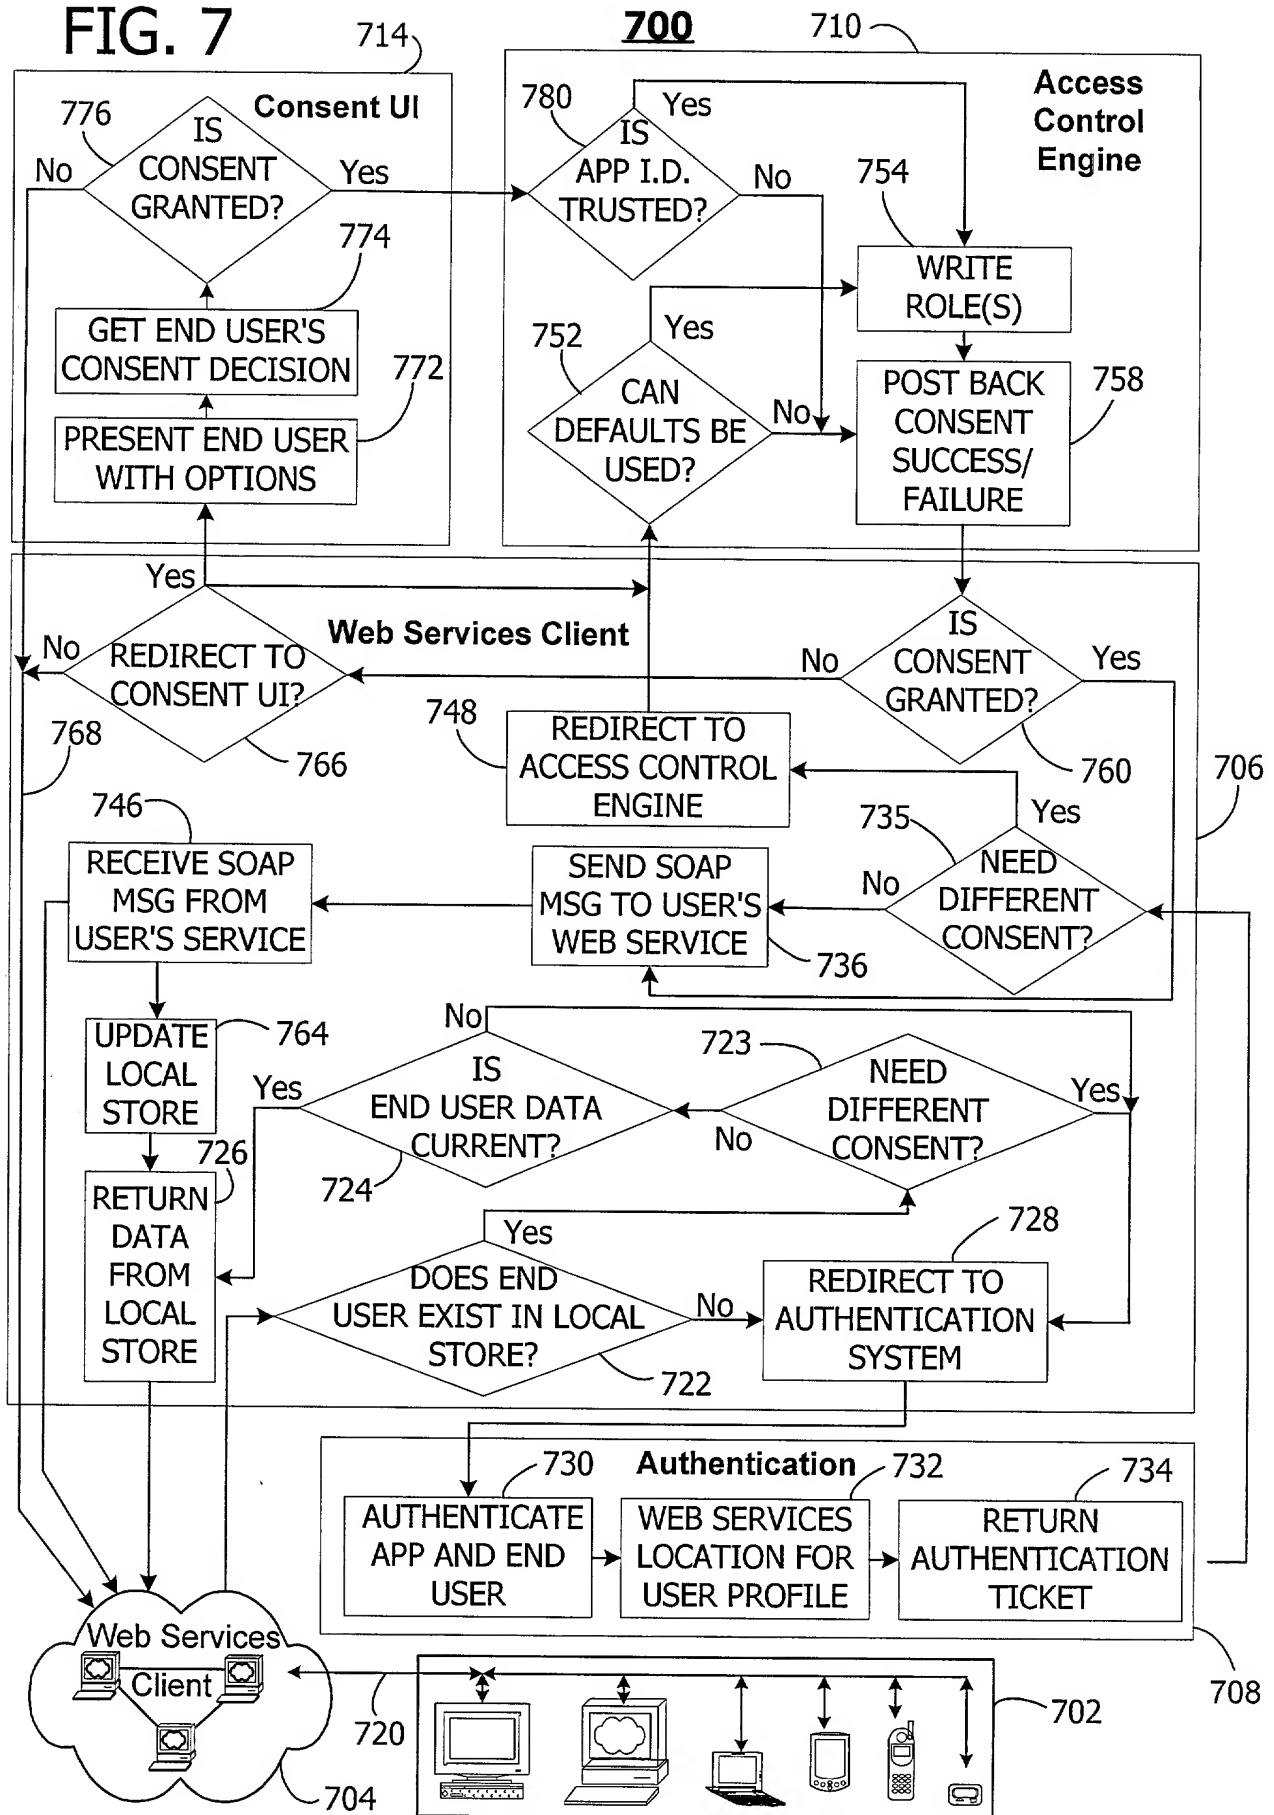 FIG. 7
700
714
710
Consent UI
776
IS
CONSENT
GRANTED?
No
Yes
774
GET END USER'S
CONSENT DECISION
772
PRESENT END USER
WITH OPTIONS
Access
Control
Engine
780
Yes
IS
APP I.D.
TRUSTED?
No
754
WRITE
ROLE(S)
752
Yes
CAN
DEFAULTS BE
USED?
No
POST BACK
CONSENT
SUCCESS/
FAILURE
758
Yes
Web Services Client
No
REDIRECT TO
CONSENT UI?
768
766
No
IS
CONSENT
GRANTED?
Yes
760
706
748
REDIRECT TO
ACCESS CONTROL
ENGINE
Yes
735
NEED
DIFFERENT
CONSENT?
No
746
RECEIVE SOAP
MSG FROM
USER'S SERVICE
SEND SOAP
MSG TO USER'S
WEB SERVICE
736
UPDATE
LOCAL
STORE
764
No
IS
END USER DATA
CURRENT?
Yes
724
723
NEED
DIFFERENT
CONSENT?
Yes
No
726
RETURN
DATA
FROM
LOCAL
STORE
Yes
DOES END
USER EXIST IN LOCAL
STORE?
No
722
728
REDIRECT TO
AUTHENTICATION
SYSTEM
730
Authentication
732
734
AUTHENTICATE
APP AND END
USER
WEB SERVICES
LOCATION FOR
USER PROFILE
RETURN
AUTHENTICATION
TICKET
708
Web Services
Client
720
702
704